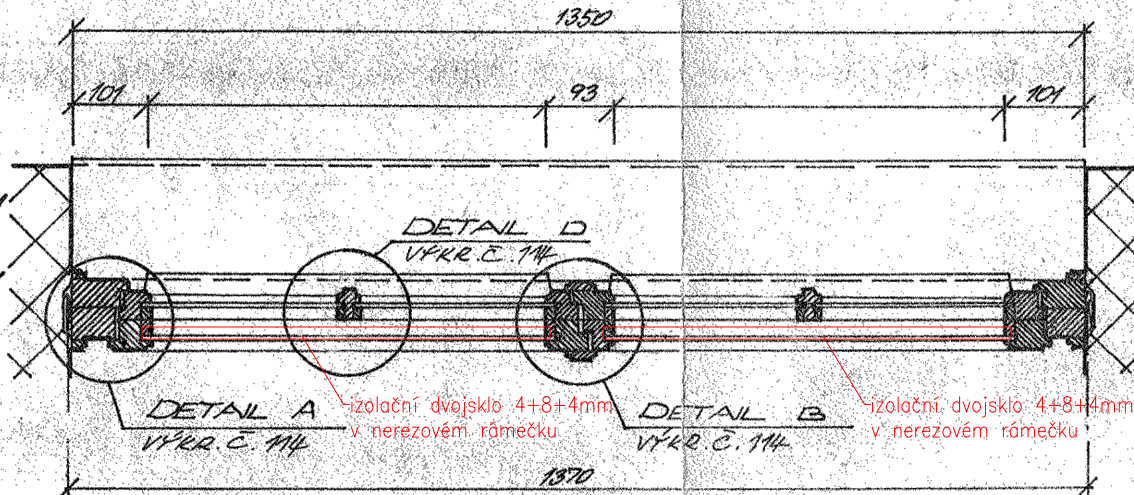 1350
101
93
101
DETAIL D
VÝKR.Č.114
DETAIL A
VÝKR.Č.114
izolační dvojsklo 4+8+4mm
v nerezovém rámečku
DETAIL B
VÝKR.Č.114
izolační dvojsklo 4+8+4mm
v nerezovém rámečku
1370